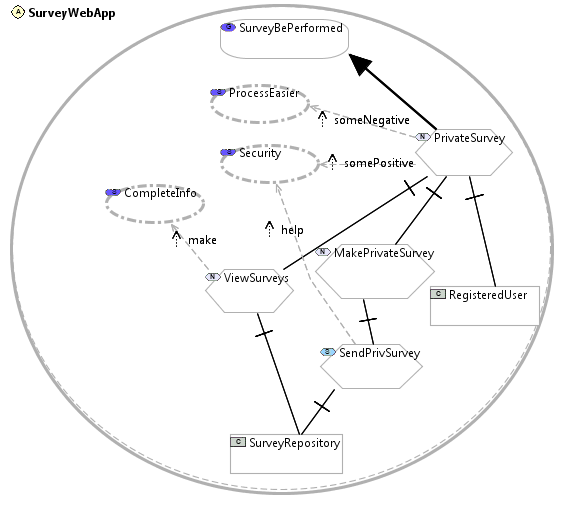 A SurveyWebApp
G SurveyBePerformed
S ProcessEasier
someNegative
N PrivateSurvey
S Security
somePositive
S CompleteInfo
help
make
N MakePrivateSurvey
N ViewSurveys
C RegisteredUser
S SendPrivSurvey
C SurveyRepository